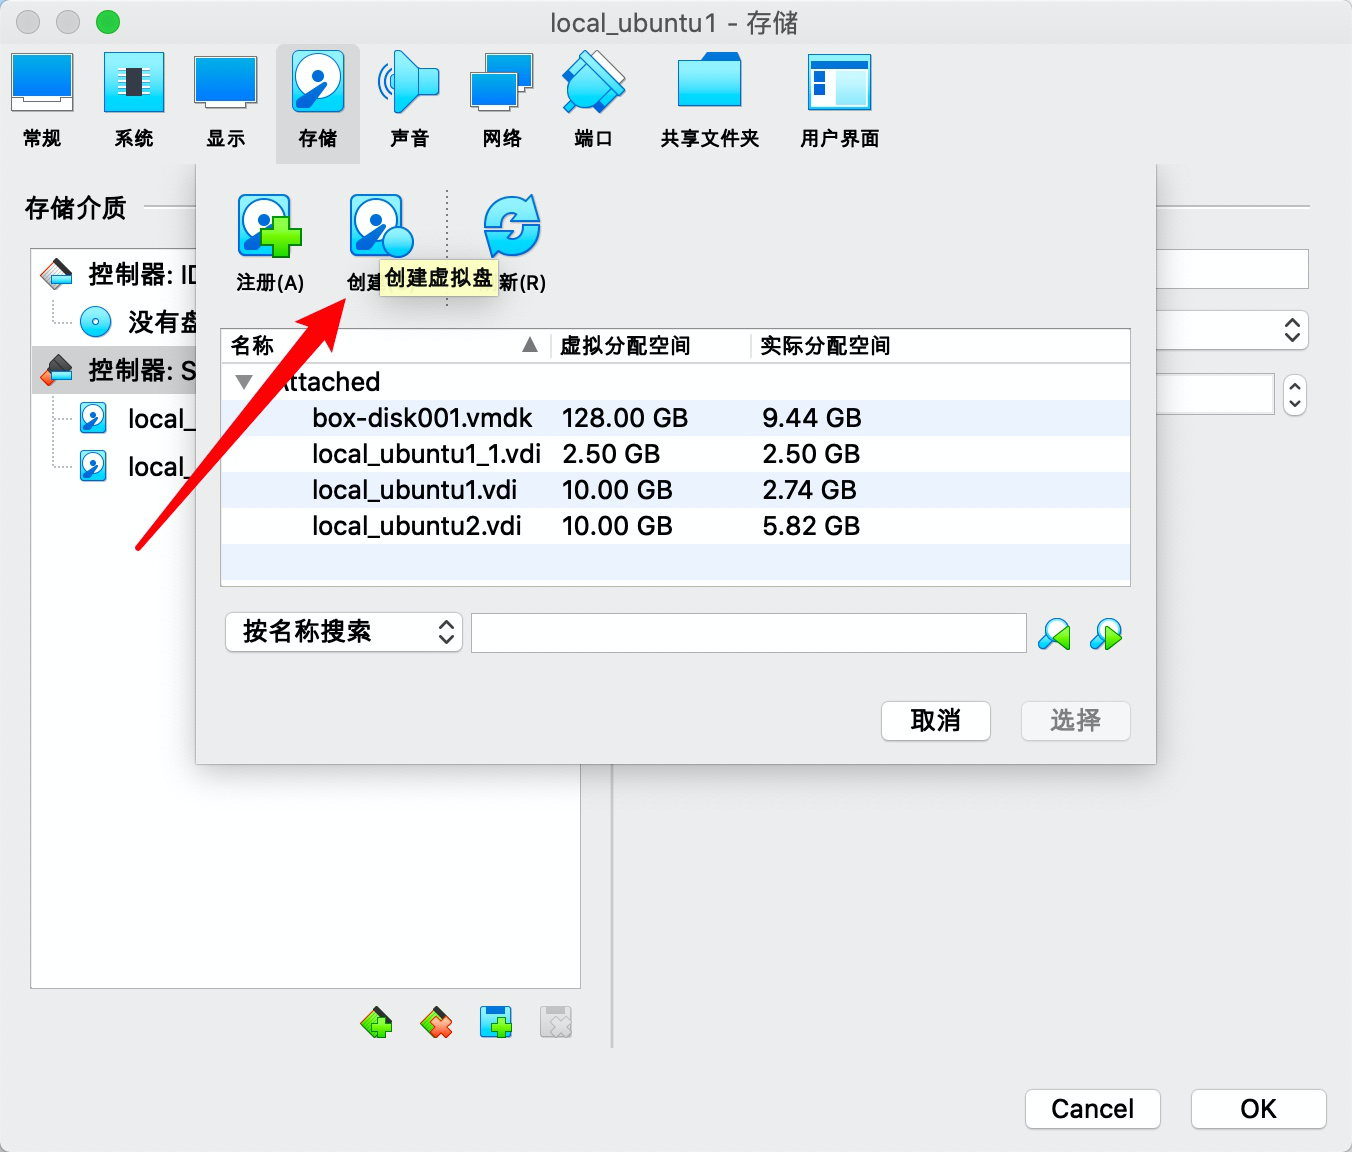 local_ubuntu1 - 存储
常规 系统 显示 存储 声音 网络 端口 共享文件夹 用户界面
存储介质
注册(A) 创建 创建虚拟盘 新(R)
控制器: ID
没有盘
控制器: S
local_
local_
名称 虚拟分配空间 实际分配空间
Attached
box-disk001.vmdk 128.00 GB 9.44 GB
local_ubuntu1_1.vdi 2.50 GB 2.50 GB
local_ubuntu1.vdi 10.00 GB 2.74 GB
local_ubuntu2.vdi 10.00 GB 5.82 GB
按名称搜索
取消 选择
Cancel OK